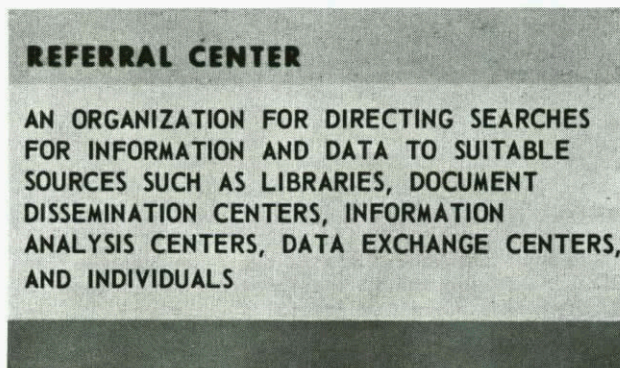 REFERRAL CENTER
AN ORGANIZATION FOR DIRECTING SEARCHES
FOR INFORMATION AND DATA TO SUITABLE
SOURCES SUCH AS LIBRARIES, DOCUMENT
DISSEMINATION CENTERS, INFORMATION
ANALYSIS CENTERS, DATA EXCHANGE CENTERS,
AND INDIVIDUALS